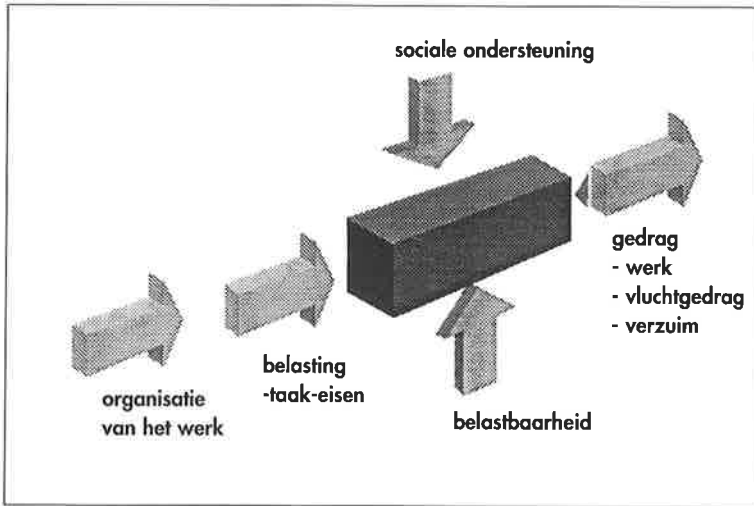 sociale ondersteuning
gedrag
- werk
- vluchtgedrag
- verzuim
belasting
-taak-eisen
organisatie
van het werk
belastbaarheid